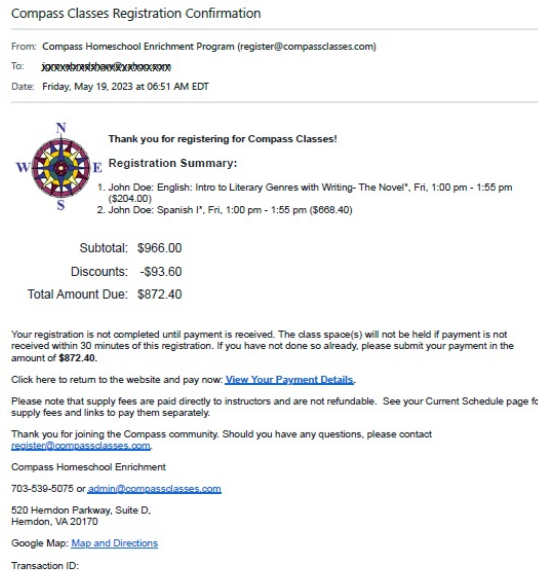 Compass Classes Registration Confirmation
From: Compass Homeschool Enrichment Program (register@compassclasses.com)
To:
Date: Friday, May 19, 2023 at 06:51 AM EDT
N
W
E
S
Thank you for registering for Compass Classes!
Registration Summary:
1. John Doe: English: Intro to Literary Genres with Writing- The Novel*, Fri, 1:00 pm - 1:55 pm
($204.00)
2. John Doe: Spanish I*, Fri, 1:00 pm - 1:55 pm ($668.40)
Subtotal: $966.00
Discounts: -$93.60
Total Amount Due: $872.40
Your registration is not completed until payment is received. The class space(s) will not be held if payment is not
received within 30 minutes of this registration. If you have not done so already, please submit your payment in the
amount of $872.40.
Click here to return to the website and pay now: View Your Payment Details.
Please note that supply fees are paid directly to instructors and are not refundable. See your Current Schedule page fo
supply fees and links to pay them separately.
Thank you for joining the Compass community. Should you have any questions, please contact
register@compassclasses.com.
Compass Homeschool Enrichment
703-539-5075 or admin@compassclasses.com
520 Herndon Parkway, Suite D,
Herndon, VA 20170
Google Map: Map and Directions
Transaction ID: